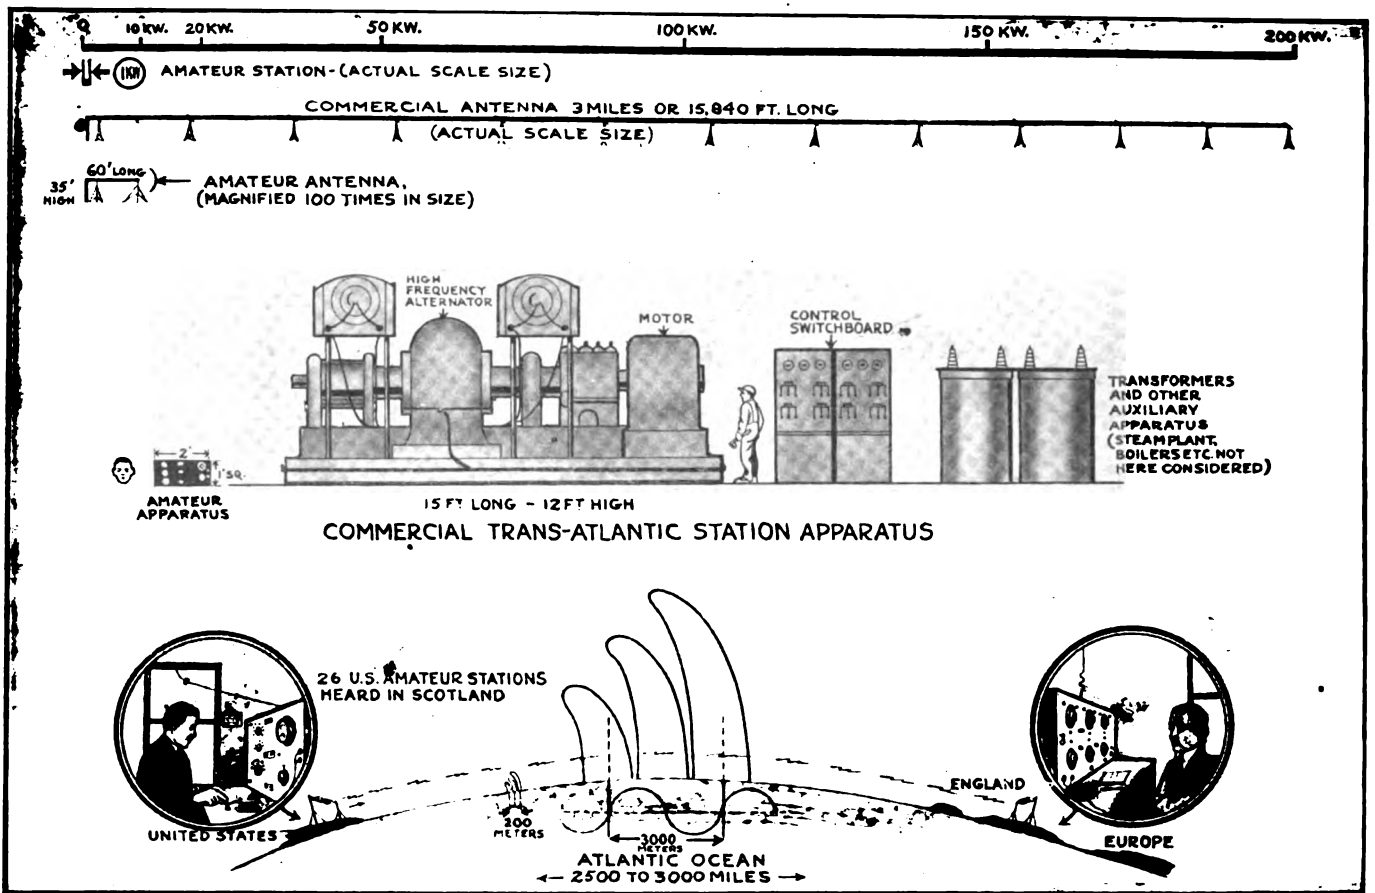 0 10 KW. 20 KW. 50 KW. 100 KW. 150 KW. 200 KW.
1 KW AMATEUR STATION-(ACTUAL SCALE SIZE)
COMMERCIAL ANTENNA 3 MILES OR 15,840 FT. LONG
(ACTUAL SCALE SIZE)
60' LONG
35'
HIGH
AMATEUR ANTENNA,
(MAGNIFIED 100 TIMES IN SIZE)
HIGH
FREQUENCY
ALTERNATOR
MOTOR
CONTROL
SWITCHBOARD
TRANSFORMERS
AND OTHER
AUXILIARY
APPARATUS
(STEAM PLANT,
BOILERS ETC. NOT
HERE CONSIDERED)
2'
1' SQ.
AMATEUR
APPARATUS
15 FT LONG - 12 FT HIGH
COMMERCIAL TRANS-ATLANTIC STATION APPARATUS
26 U.S. AMATEUR STATIONS
HEARD IN SCOTLAND
UNITED STATES
200
METERS
3000
METERS
ENGLAND
EUROPE
ATLANTIC OCEAN
2500 TO 3000 MILES